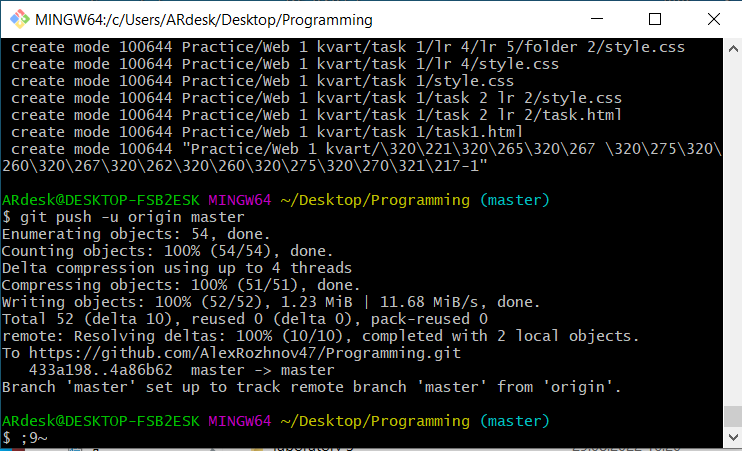 MINGW64:/c/Users/ARdesk/Desktop/Programming
create mode 100644 Practice/Web 1 kvart/task 1/lr 4/lr 5/folder 2/style.css
create mode 100644 Practice/Web 1 kvart/task 1/lr 4/style.css
create mode 100644 Practice/Web 1 kvart/task 1/style.css
create mode 100644 Practice/Web 1 kvart/task 1/task 2 lr 2/style.css
create mode 100644 Practice/Web 1 kvart/task 1/task 2 lr 2/task.html
create mode 100644 Practice/Web 1 kvart/task 1/task1.html
create mode 100644 "Practice/Web 1 kvart/\320\221\320\265\320\267 \320\275\320\
260\320\267\320\262\320\260\320\275\320\270\321\217-1"
ARdesk@DESKTOP-FSB2ESK MINGW64 ~/Desktop/Programming (master)
$ git push -u origin master
Enumerating objects: 54, done.
Counting objects: 100% (54/54), done.
Delta compression using up to 4 threads
Compressing objects: 100% (51/51), done.
Writing objects: 100% (52/52), 1.23 MiB | 11.68 MiB/s, done.
Total 52 (delta 10), reused 0 (delta 0), pack-reused 0
remote: Resolving deltas: 100% (10/10), completed with 2 local objects.
To https://github.com/AlexRozhnov47/Programming.git
433a198..4a86b62 master -> master
Branch 'master' set up to track remote branch 'master' from 'origin'.
ARdesk@DESKTOP-FSB2ESK MINGW64 ~/Desktop/Programming (master)
$ ;9~